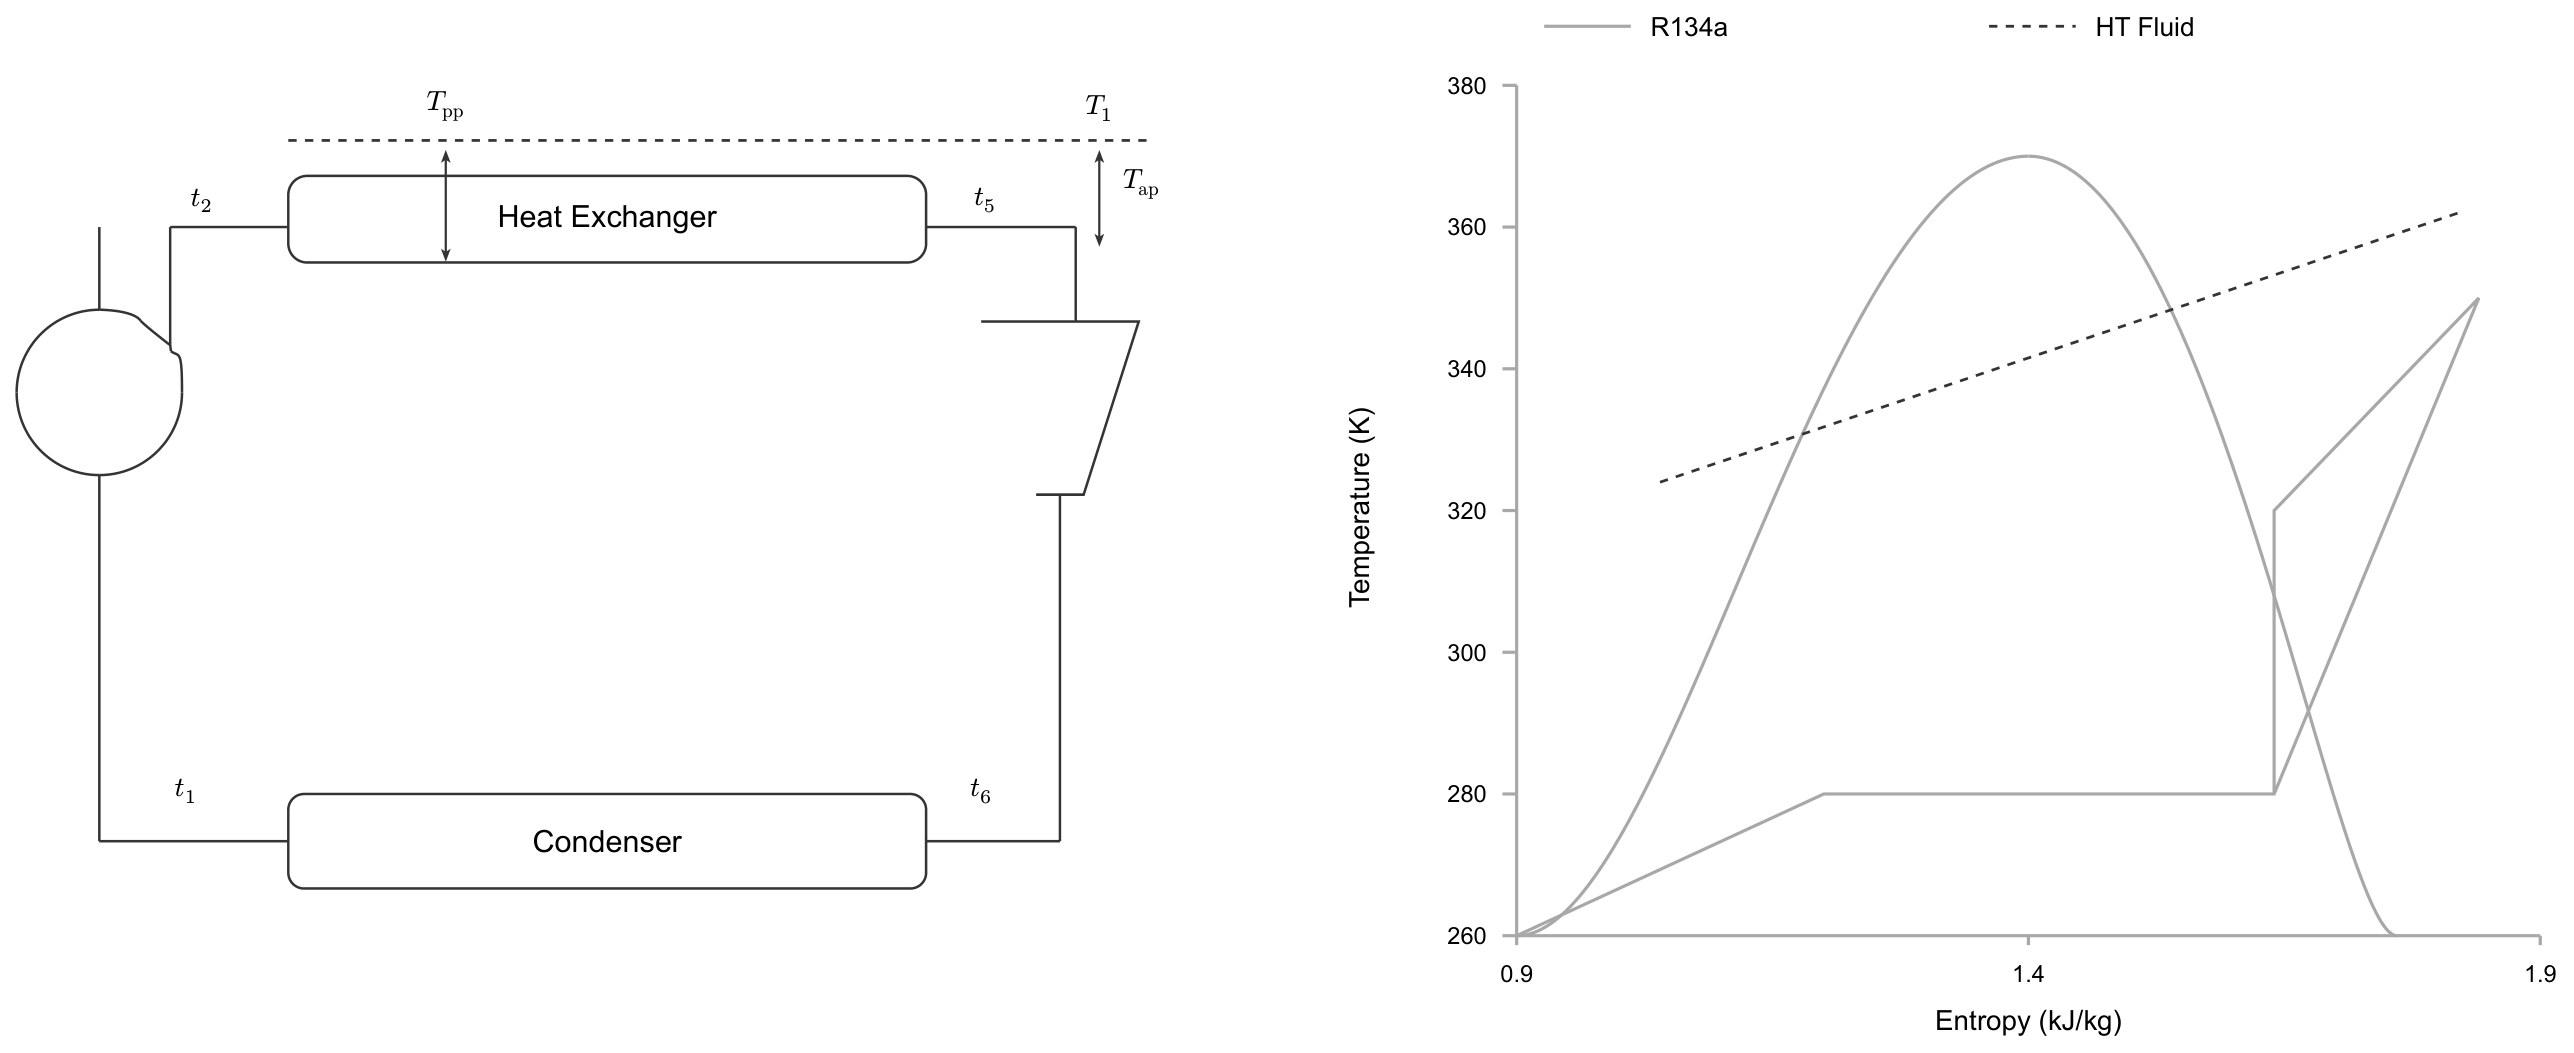 T_pp
T_1
T_ap
t_2
Heat Exchanger
t_5
t_1
Condenser
t_6
R134a
HT Fluid
380
360
340
320
300
280
260
0.9
1.4
1.9
Temperature (K)
Entropy (kJ/kg)